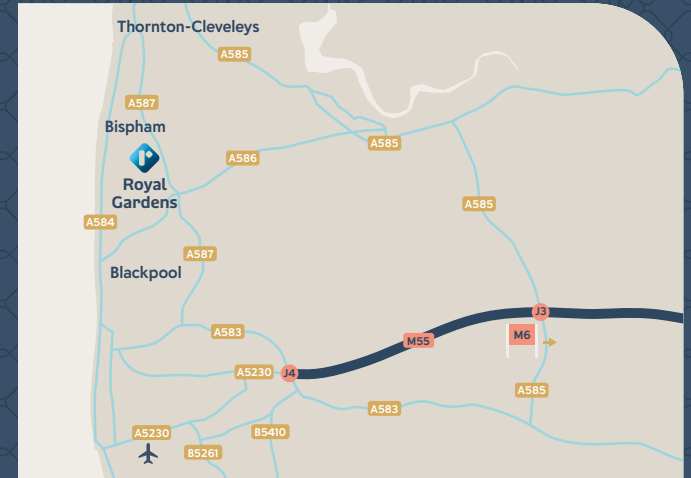 Thornton-Cleveleys
A585
A587
Bispham
A585
A586
Royal
Gardens
A585
A584
A587
Blackpool
J3
A583
M6
M55
A5230
J4
A585
A583
A5230
B5410
B5261